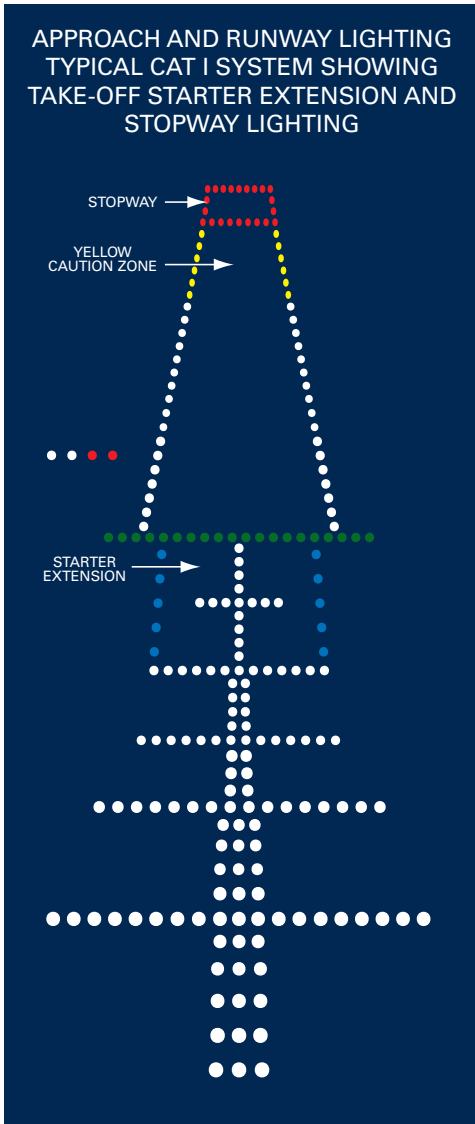 APPROACH AND RUNWAY LIGHTING
TYPICAL CAT I SYSTEM SHOWING
TAKE-OFF STARTER EXTENSION AND
STOPWAY LIGHTING
STOPWAY
YELLOW
CAUTION ZONE
STARTER
EXTENSION